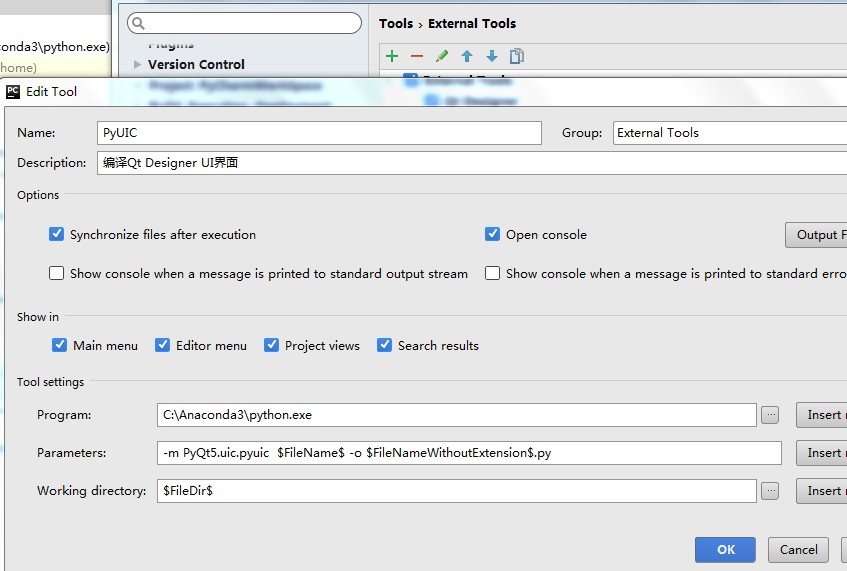 Tools › External Tools
conda3\python.exe)
Plugins
home)
Version Control
External Tools
Qt Designer
Edit Tool
Name:
PyUIC
Group:
External Tools
Description:
编译Qt Designer UI界面
Options
Synchronize files after execution
Open console
Output F
Show console when a message is printed to standard output stream
Show console when a message is printed to standard erro
Show in
Main menu
Editor menu
Project views
Search results
Tool settings
Program:
C:\Anaconda3\python.exe
Insert
Parameters:
-m PyQt5.uic.pyuic  $FileName$ -o $FileNameWithoutExtension$.py
Insert
Working directory:
$FileDir$
Insert
OK
Cancel